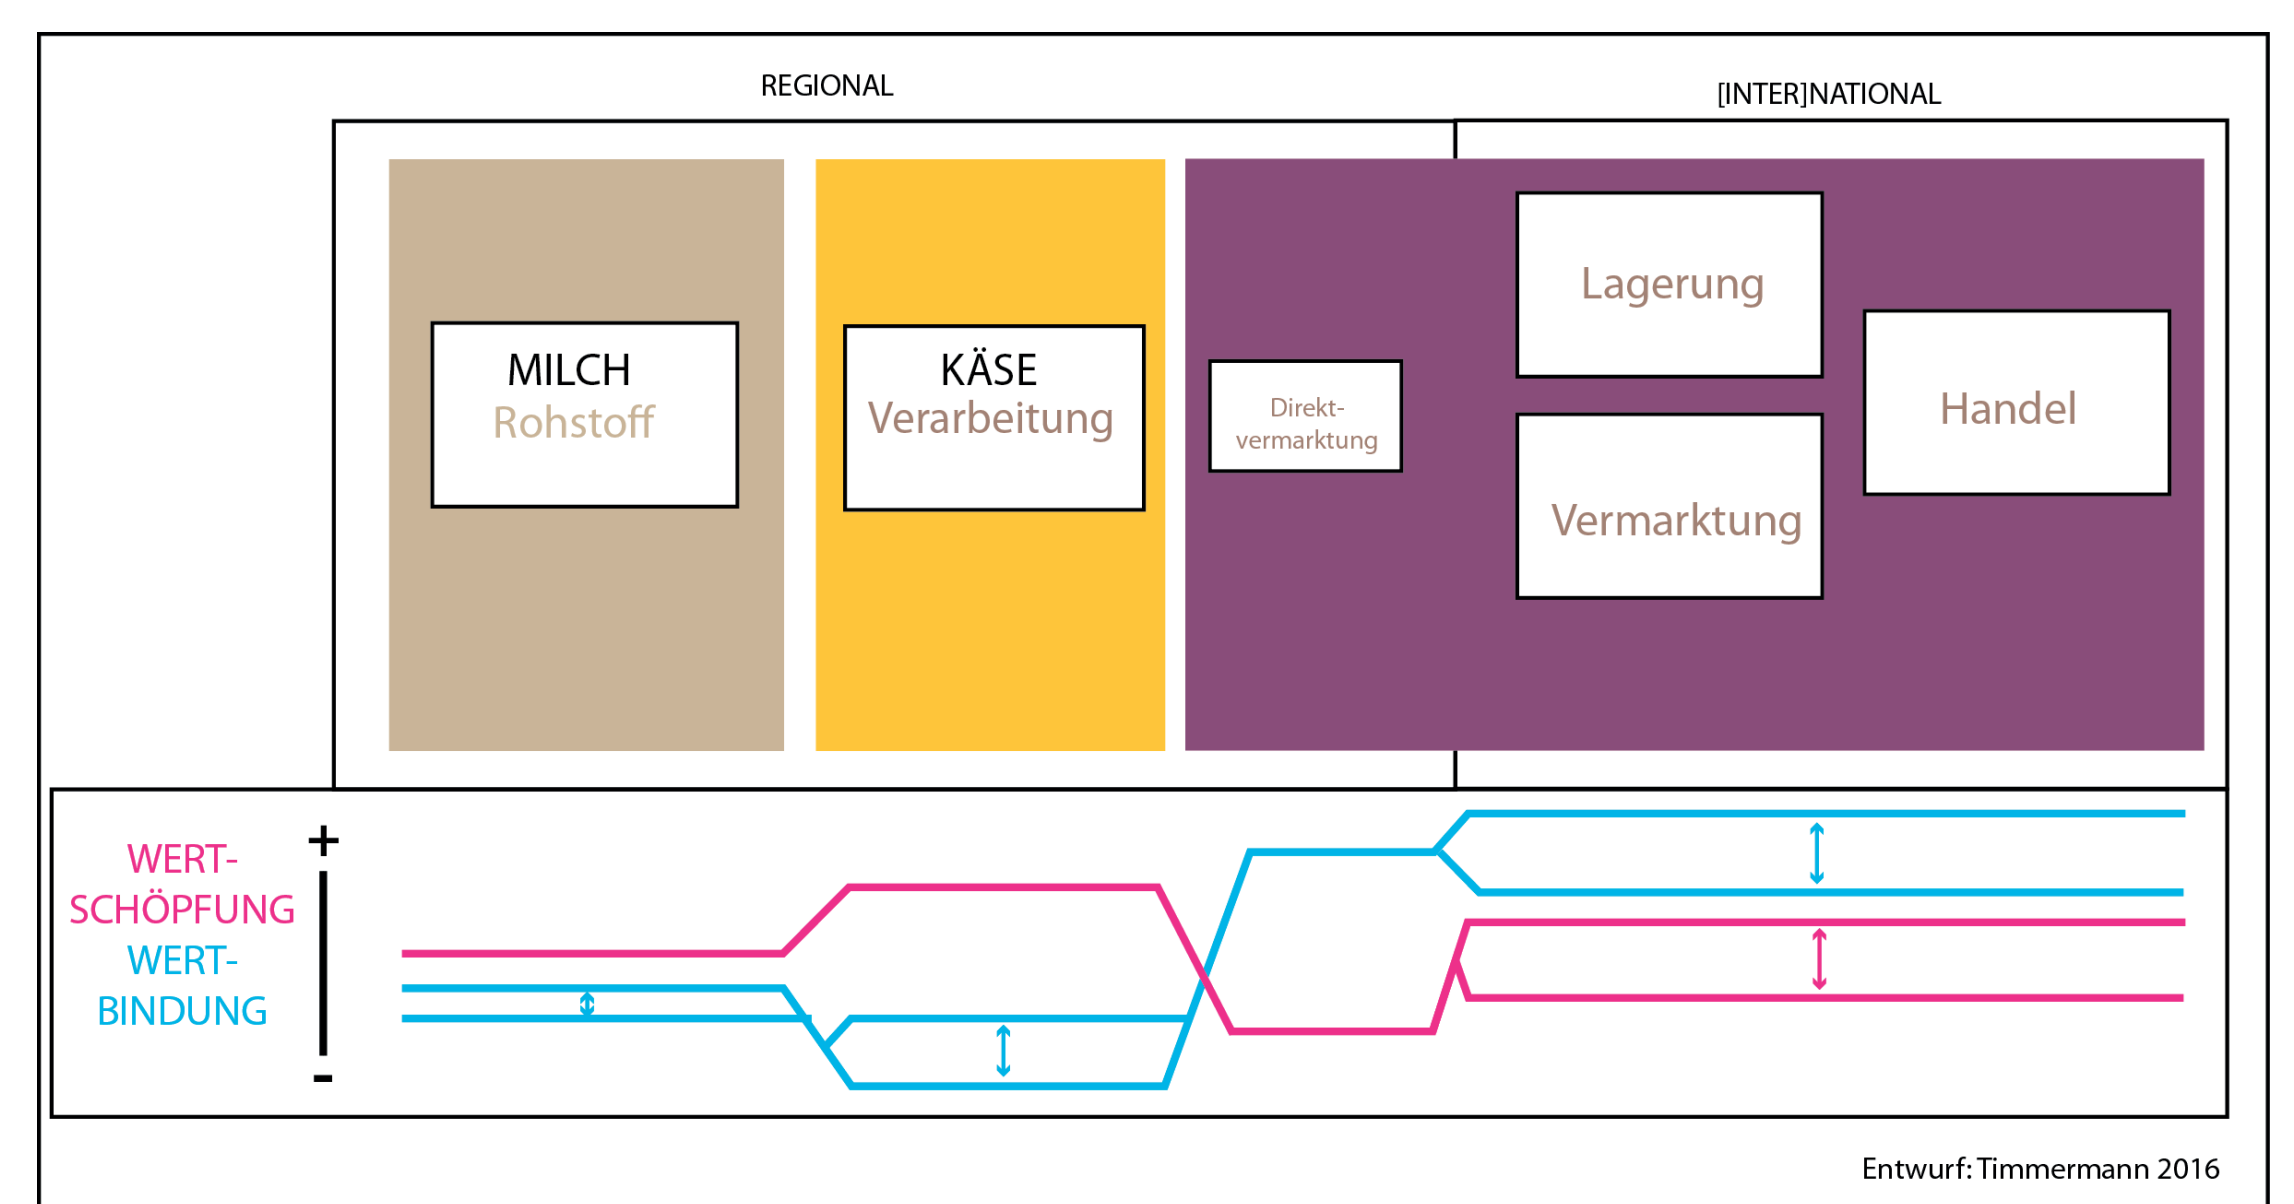 REGIONAL
[INTER]NATIONAL
MILCH
Rohstoff
KÄSE
Verarbeitung
Direkt-
vermarktung
Lagerung
Vermarktung
Handel
WERT-
SCHÖPFUNG
WERT-
BINDUNG
+
-
Entwurf: Timmermann 2016